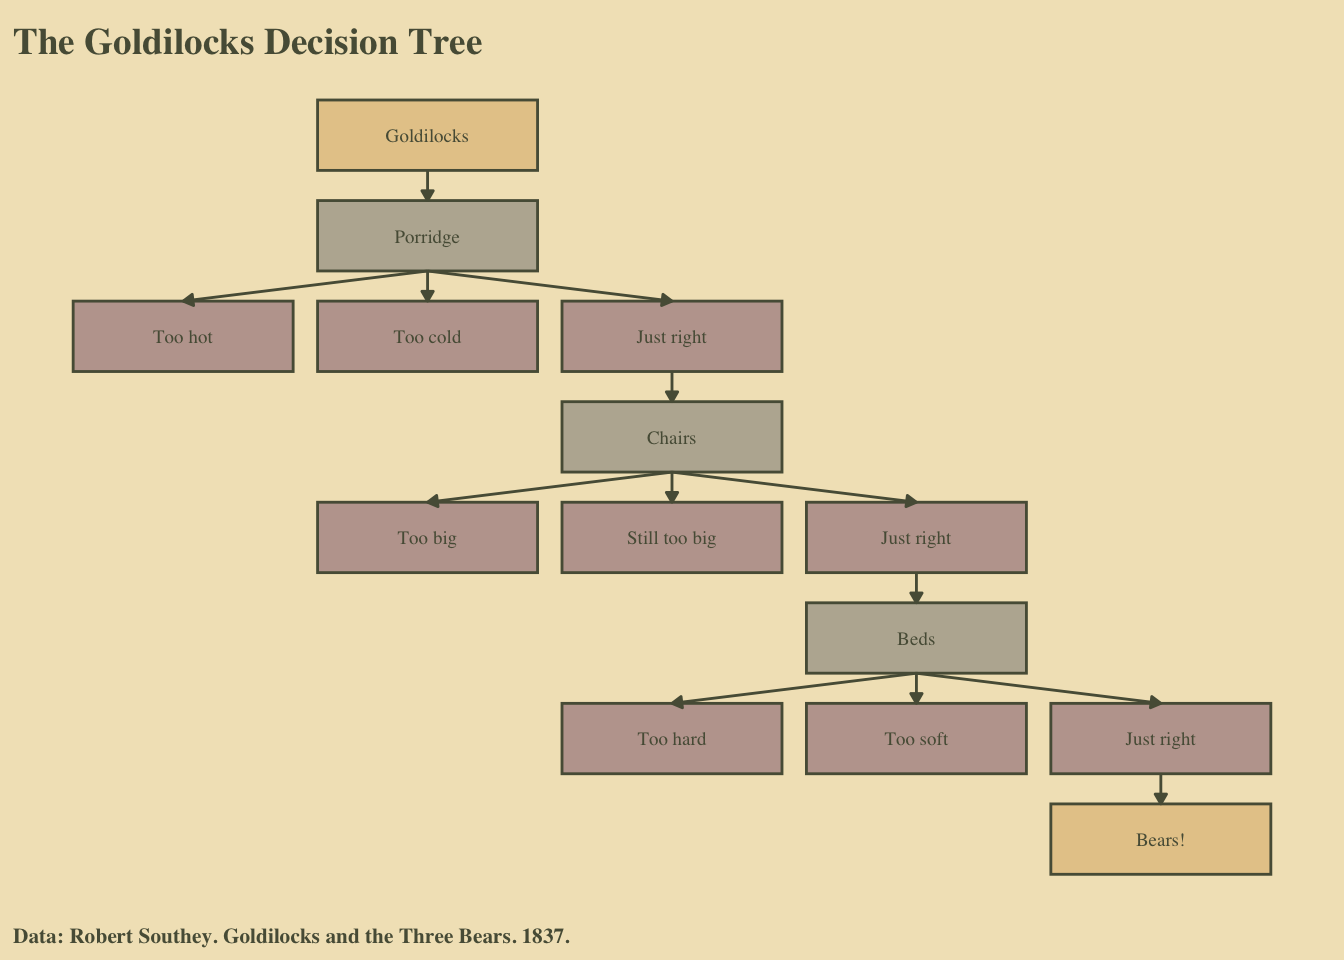 The Goldilocks Decision Tree
Goldilocks
Porridge
Too hot
Too cold
Just right
Chairs
Too big
Still too big
Just right
Beds
Too hard
Too soft
Just right
Bears!
Data: Robert Southey. Goldilocks and the Three Bears. 1837.